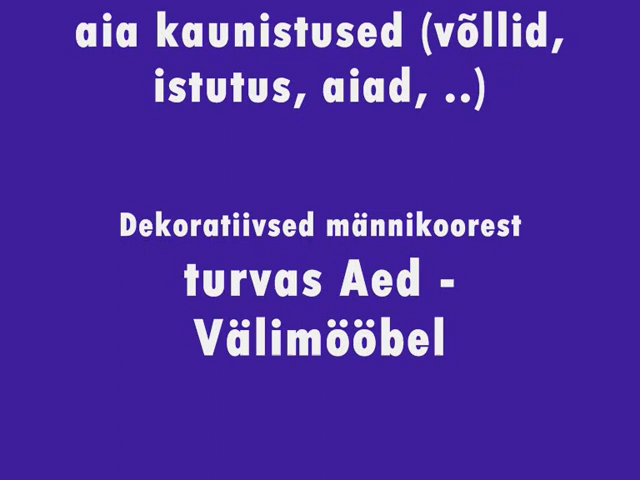 aia kaunistused (võllid,
istutus, aiad, ..)
Dekoratiivsed männikoorest
turvas Aed -
Välimööbel